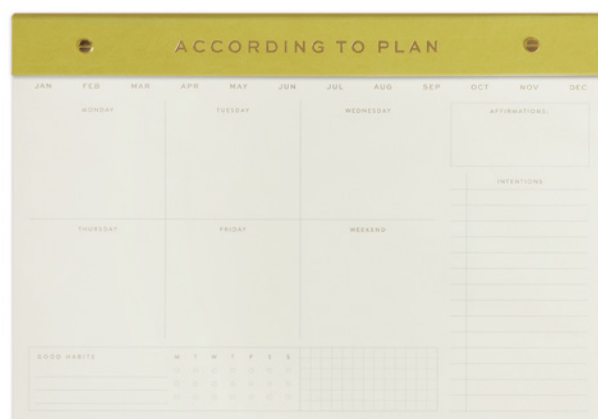 ACCORDING TO PLAN
JAN FEB MAR APR MAY JUN JUL AUG SEP OCT NOV DEC
MONDAY TUESDAY WEDNESDAY AFFIRMATIONS:
INTENTIONS
THURSDAY FRIDAY WEEKEND
GOOD HABITS M T W T F S S